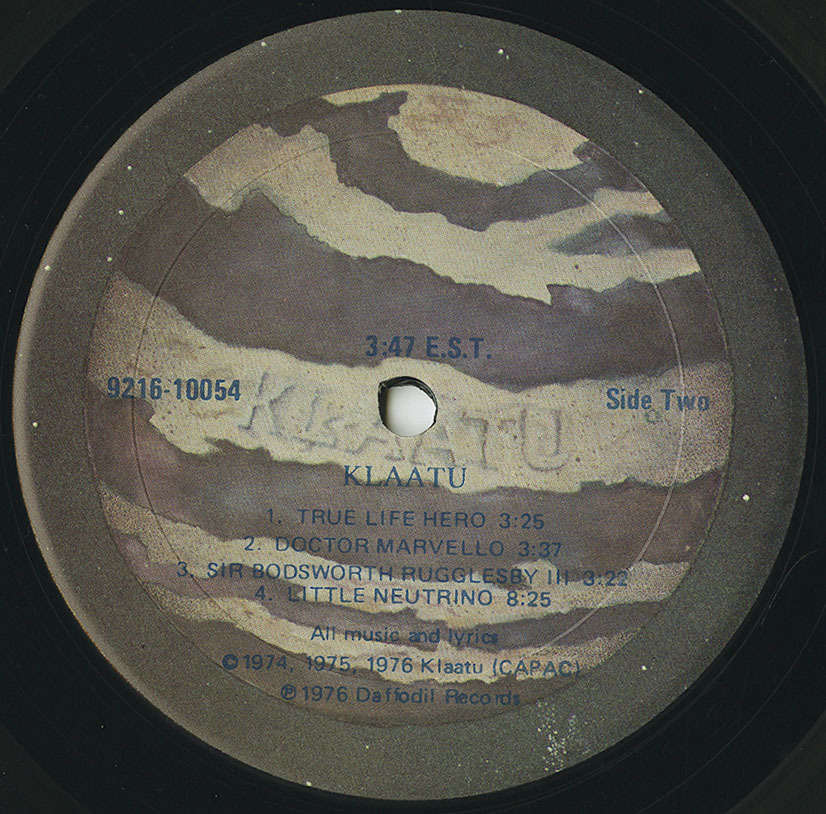 3:47 E.S.T.
9216-10054
Side Two
KLAATU
KLAATU
1. TRUE LIFE HERO 3:25
2. DOCTOR MARVELLO 3:37
3. SIR BODSWORTH RUGGLESBY III 3:22
4. LITTLE NEUTRINO 8:25
All music and lyrics
©1974, 1975, 1976 Klaatu (CAPAC)
℗ 1976 Daffodil Records